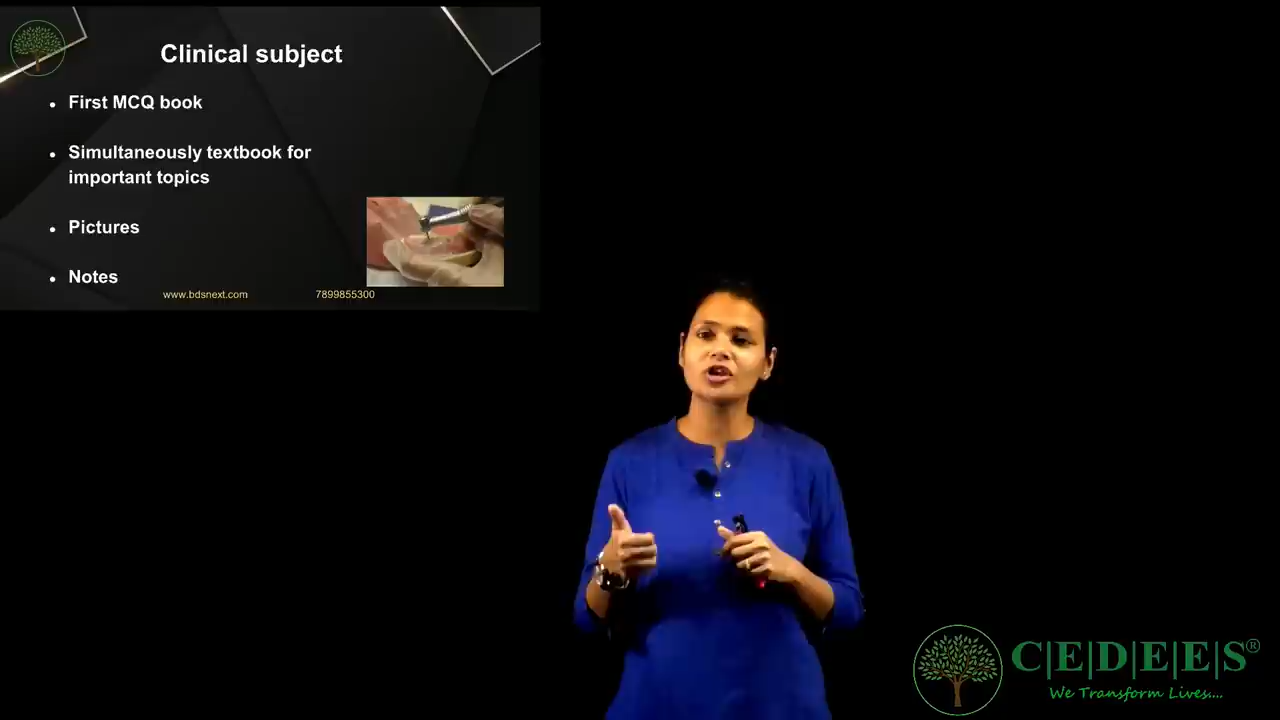 Clinical subject
First MCQ book
Simultaneously textbook for
important topics
Pictures
Notes
www.bdsnext.com 7899855300
C|E|D|E|E|S®
We Transform Lives....